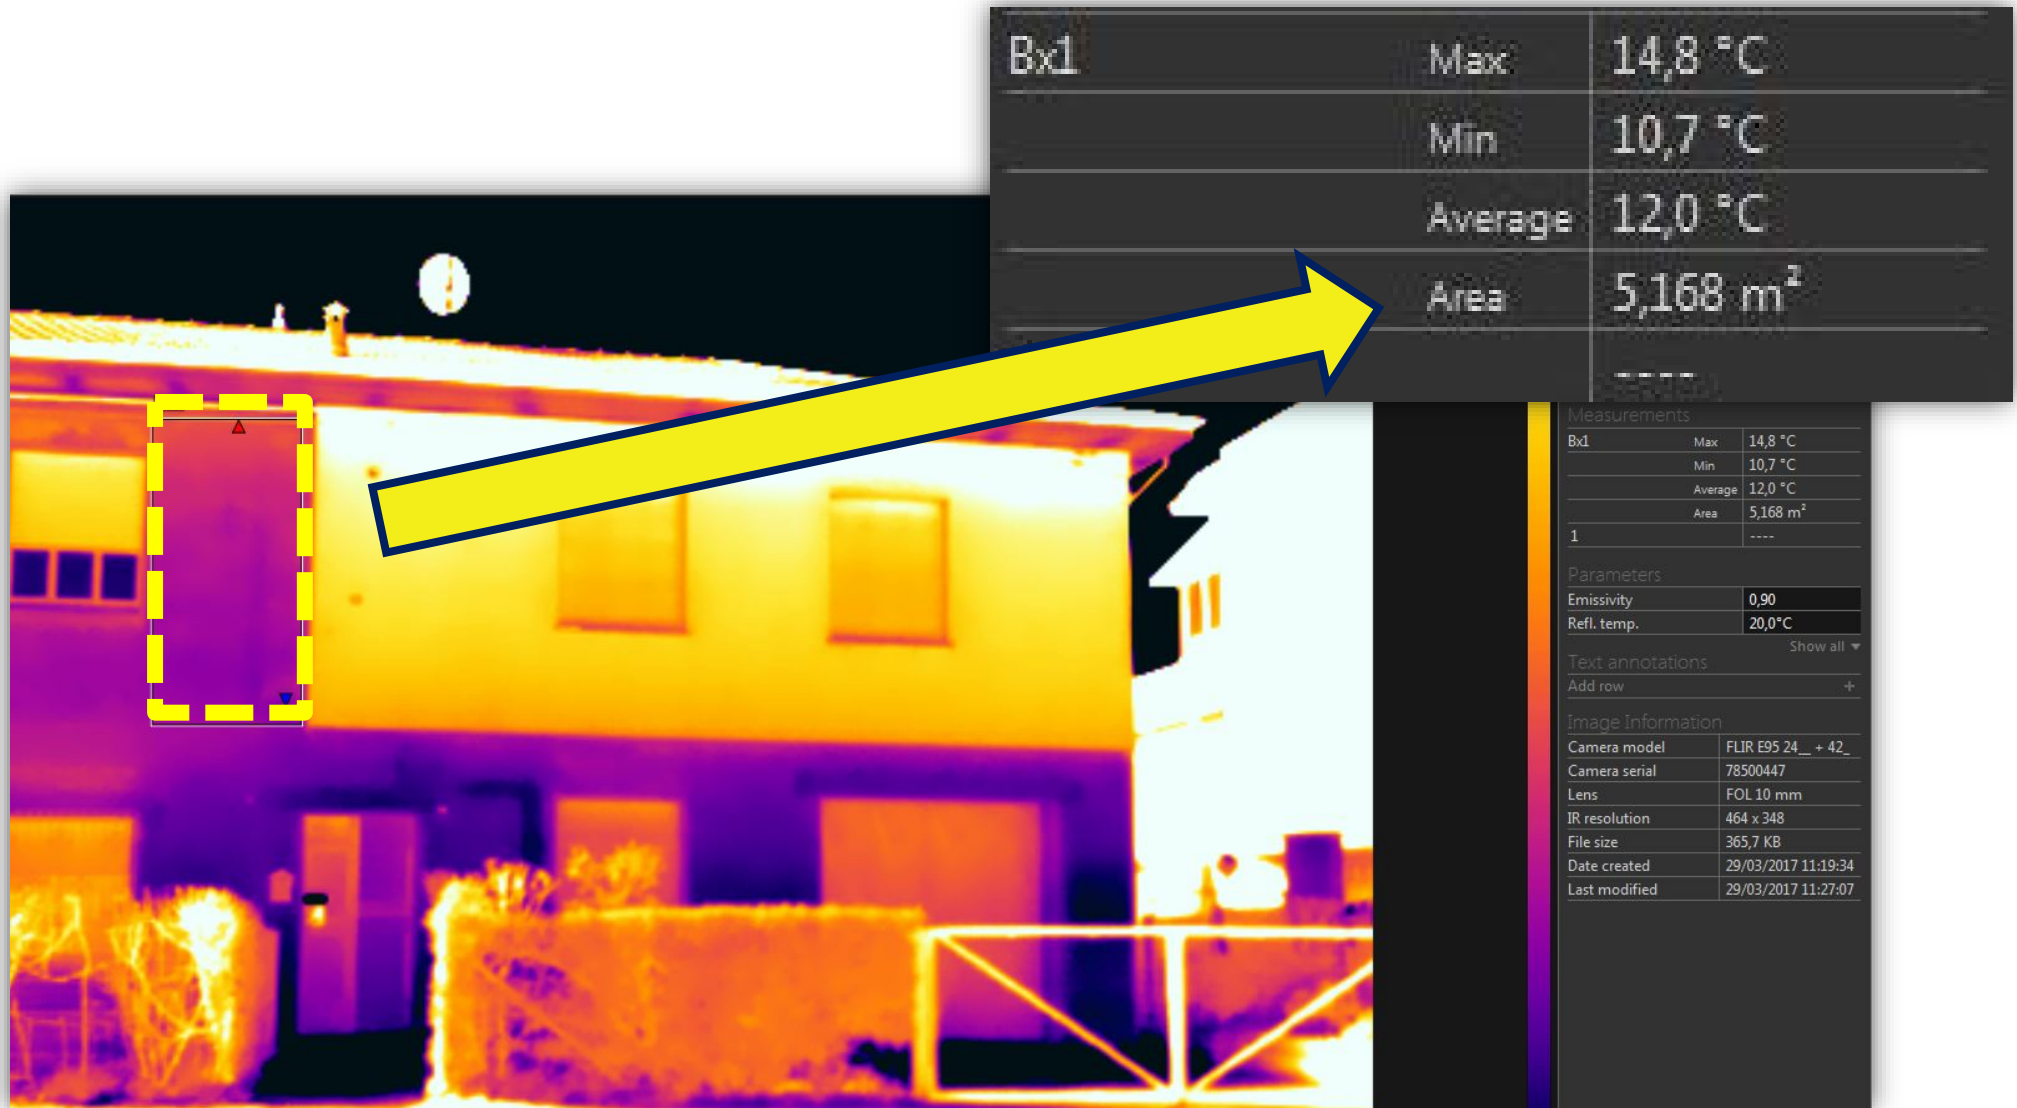 Bx1 Max 14,8 °C
Min 10,7 °C
Average 12,0 °C
Area 5,168 m²
----
Measurements
Bx1 Max 14,8 °C
Min 10,7 °C
Average 12,0 °C
Area 5,168 m²
1 ----
Parameters
Emissivity 0,90
Refl. temp. 20,0°C
Show all
Text annotations
Add row +
Image Information
Camera model FLIR E95 24__ + 42_
Camera serial 78500447
Lens FOL 10 mm
IR resolution 464 x 348
File size 365,7 KB
Date created 29/03/2017 11:19:34
Last modified 29/03/2017 11:27:07